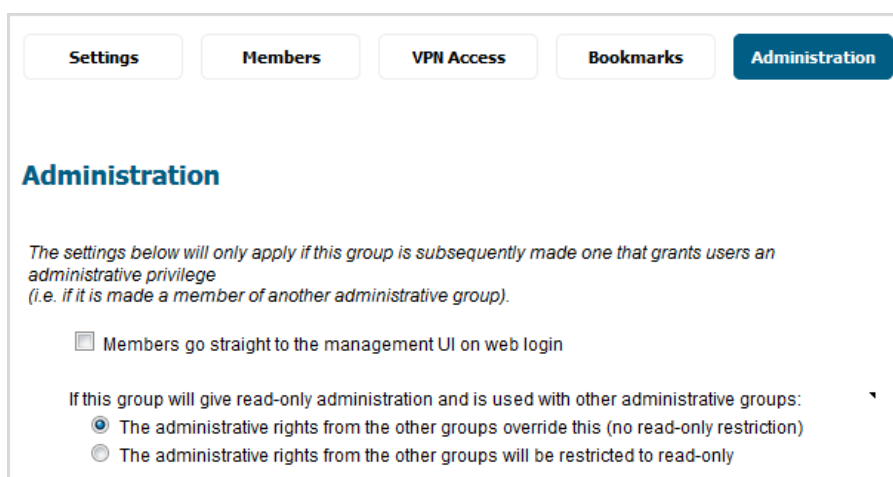 Settings Members VPN Access Bookmarks Administration
Administration
The settings below will only apply if this group is subsequently made one that grants users an
administrative privilege
(i.e. if it is made a member of another administrative group).
Members go straight to the management UI on web login
If this group will give read-only administration and is used with other administrative groups:
The administrative rights from the other groups override this (no read-only restriction)
The administrative rights from the other groups will be restricted to read-only